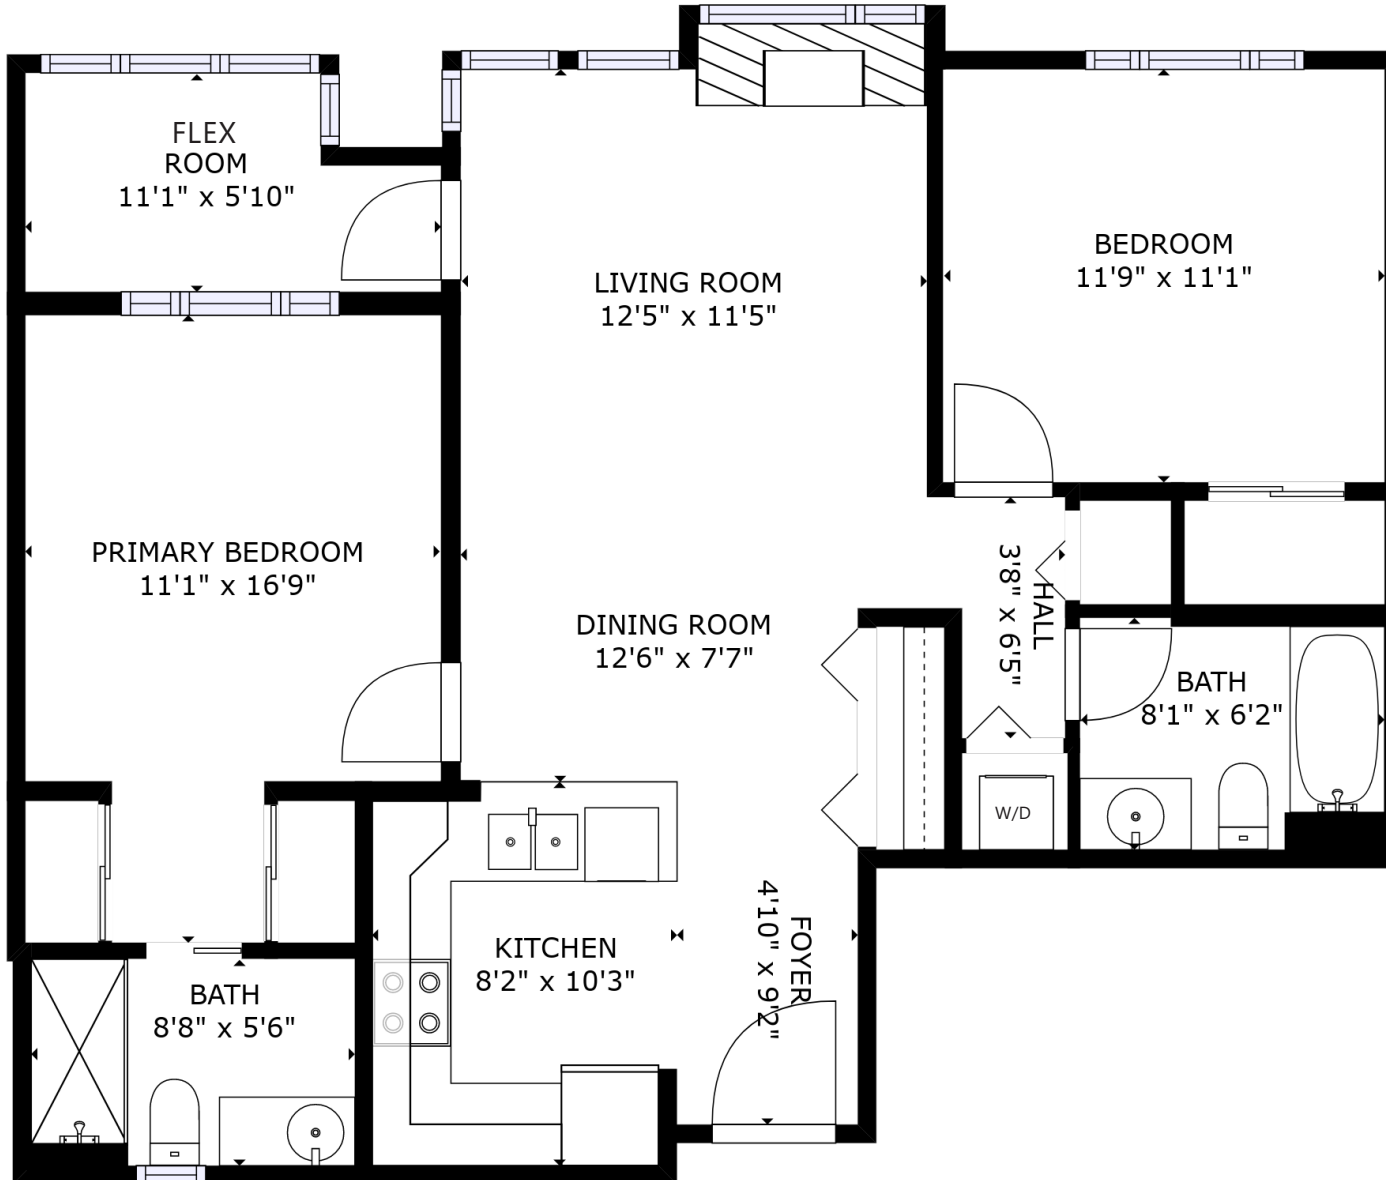 FLEX
ROOM
11'1" x 5'10"
LIVING ROOM
12'5" x 11'5"
BEDROOM
11'9" x 11'1"
PRIMARY BEDROOM
11'1" x 16'9"
DINING ROOM
12'6" x 7'7"
HALL
3'8" x 6'5"
BATH
8'1" x 6'2"
W/D
KITCHEN
8'2" x 10'3"
FOYER
4'10" x 9'2"
BATH
8'8" x 5'6"